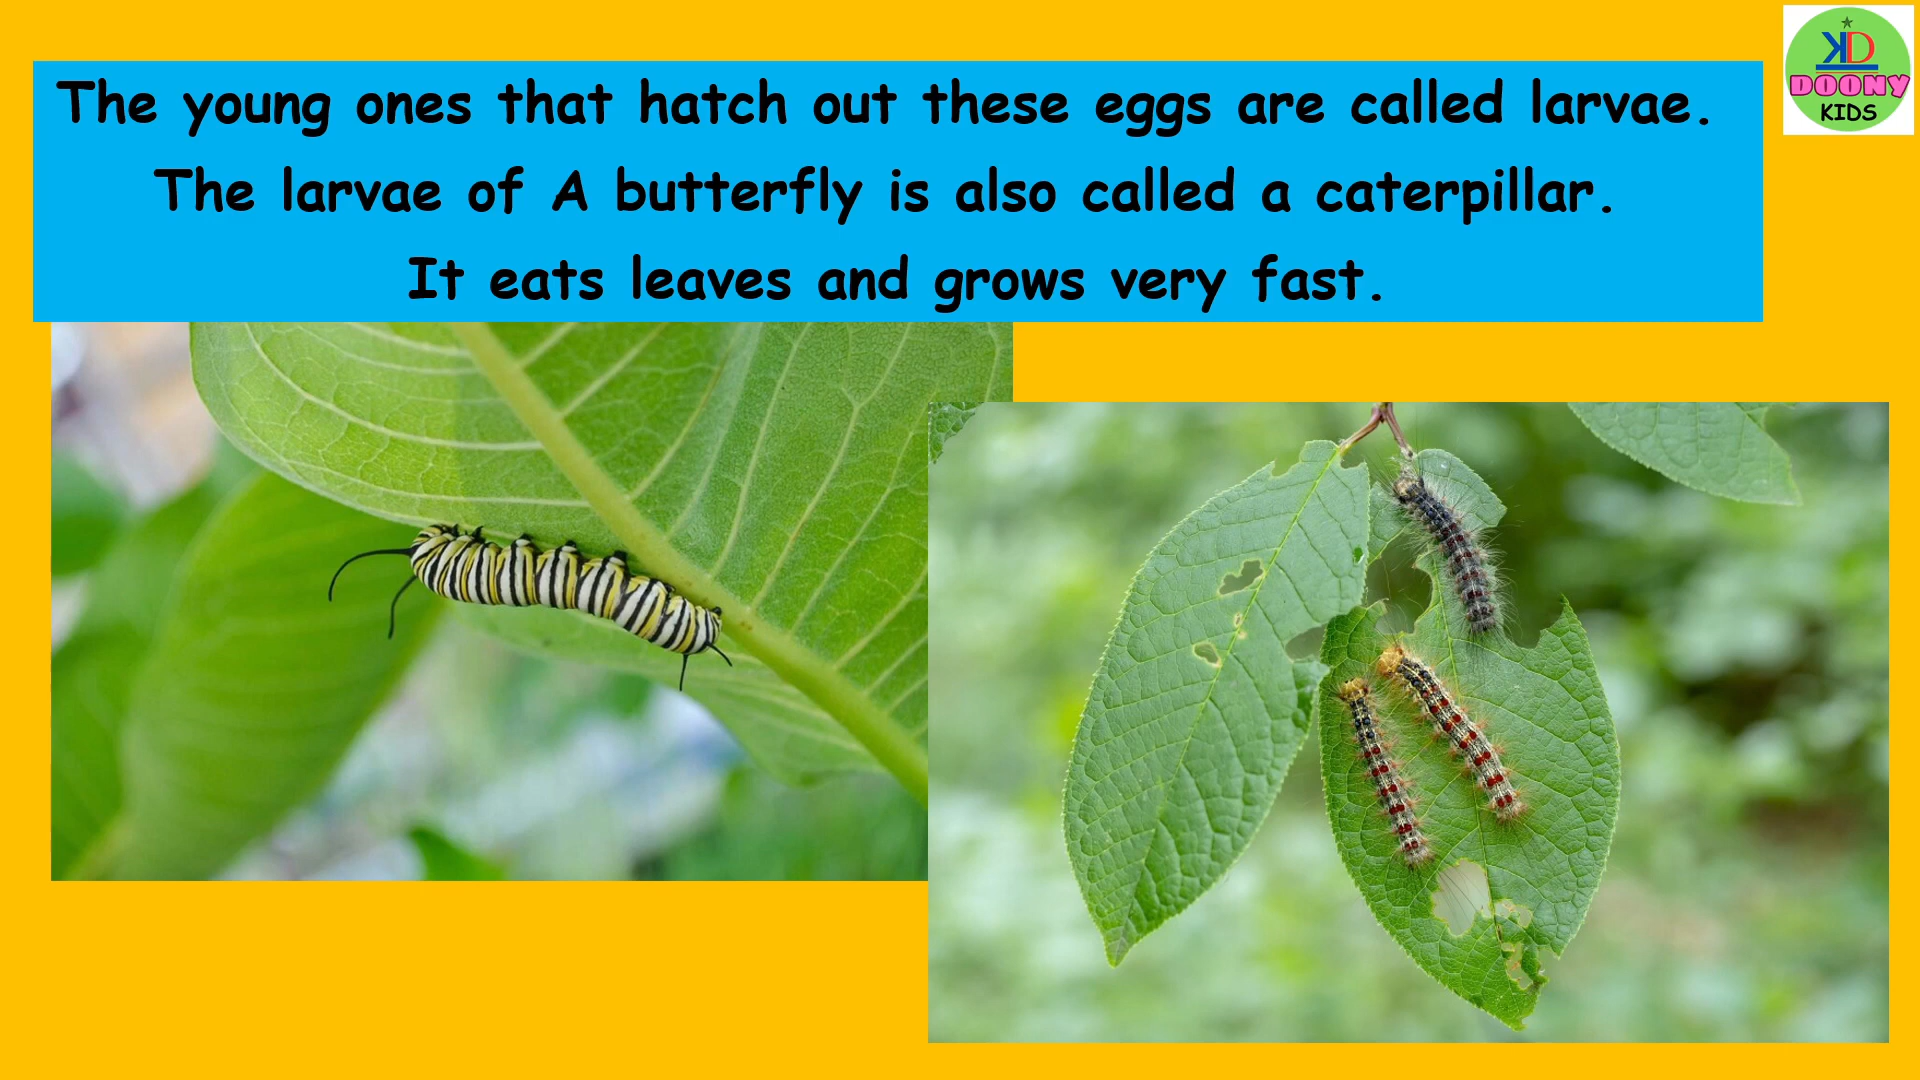 The young ones that hatch out these eggs are called larvae.
The larvae of A butterfly is also called a caterpillar.
It eats leaves and grows very fast.
KD
DOONY
KIDS